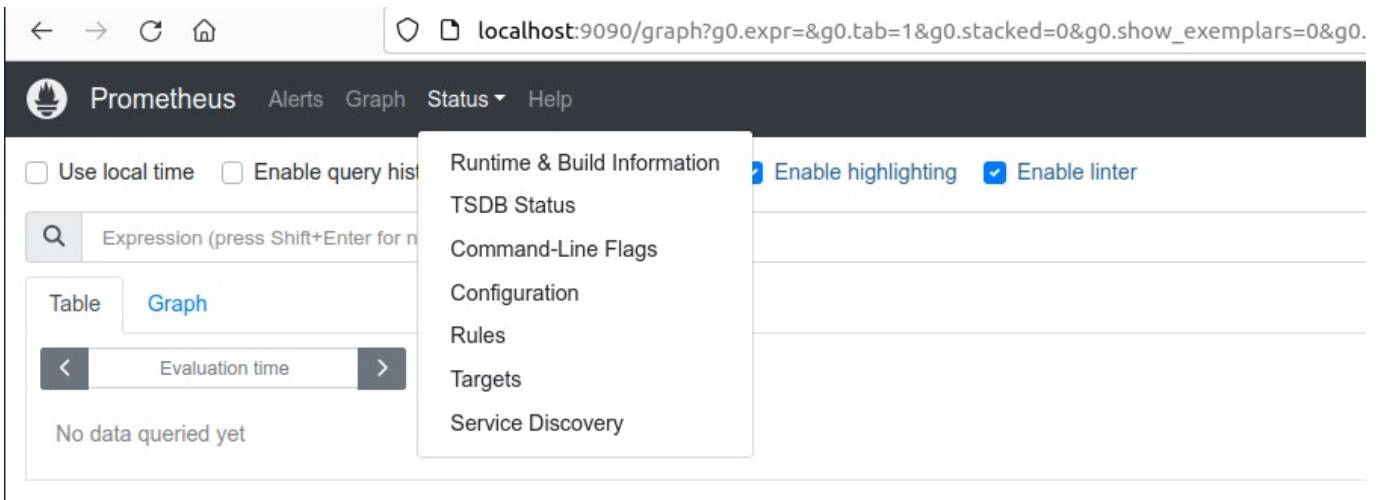 localhost:9090/graph?g0.expr=&g0.tab=1&g0.stacked=0&g0.show_exemplars=0&g0.
Prometheus Alerts Graph Status Help
Use local time Enable query Enable highlighting Enable linter
Expression (press Shift+Enter for
Table Graph
Evaluation time
No data queried yet
Runtime & Build Information
TSDB Status
Command-Line Flags
Configuration
Rules
Targets
Service Discovery